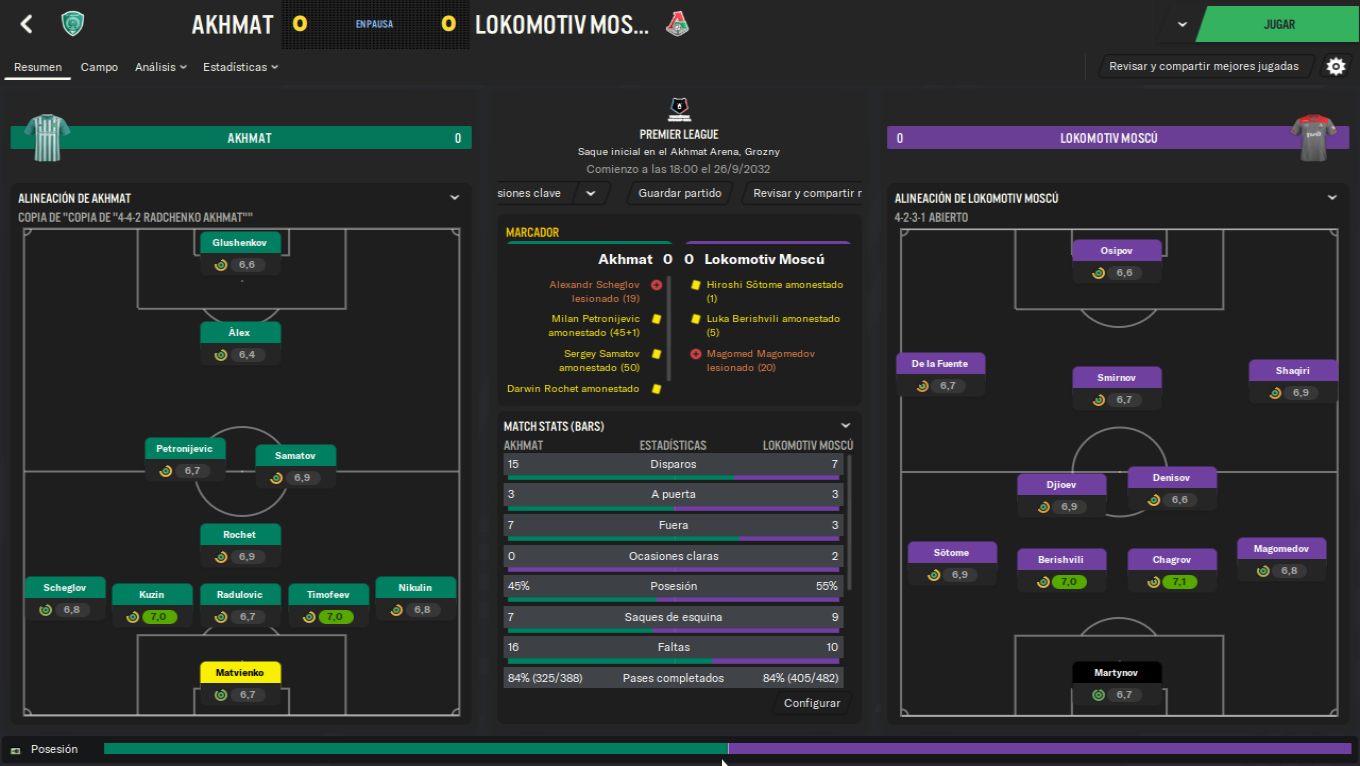 AKHMAT
0
EN PAUSA
0
LOKOMOTIV MOS...
JUGAR
Resumen
Campo
Análisis
Estadísticas
Revisar y compartir mejores jugadas
AKHMAT
0
PREMIER LEAGUE
Saque inicial en el Akhmat Arena, Grozny
Comienzo a las 18:00 el 26/9/2032
siones clave
Guardar partido
Revisar y compartir r
0
LOKOMOTIV MOSCÚ
ALINEACIÓN DE AKHMAT
COPIA DE "COPIA DE "4-4-2 RADCHENKO AKHMAT""
Glushenkov
6,6
Àlex
6,4
Petronijevic
6,7
Samatov
6,9
Rochet
6,9
Scheglov
6,8
Kuzin
7,0
Radulovic
6,7
Timofeev
7,0
Nikulin
6,8
Matvienko
6,7
MARCADOR
Akhmat 0 0 Lokomotiv Moscú
Alexandr Scheglov
lesionado (19)
Milan Petronijevic
amonestado (45+1)
Sergey Samatov
amonestado (50)
Darwin Rochet amonestado
Hiroshi Sôtome amonestado
(1)
Luka Berishvili amonestado
(5)
Magomed Magomedov
lesionado (20)
MATCH STATS (BARS)
AKHMAT ESTADÍSTICAS LOKOMOTIV MOSCÚ
15 Disparos 7
3 A puerta 3
7 Fuera 3
0 Ocasiones claras 2
45% Posesión 55%
7 Saques de esquina 9
16 Faltas 10
84% (325/388) Pases completados 84% (405/482)
Configurar
ALINEACIÓN DE LOKOMOTIV MOSCÚ
4-2-3-1 ABIERTO
Osipov
6,6
De la Fuente
6,7
Smirnov
6,7
Shaqiri
6,9
Djioev
6,9
Denisov
6,6
Sôtome
6,9
Berishvili
7,0
Chagrov
7,1
Magomedov
6,8
Martynov
6,7
Posesión